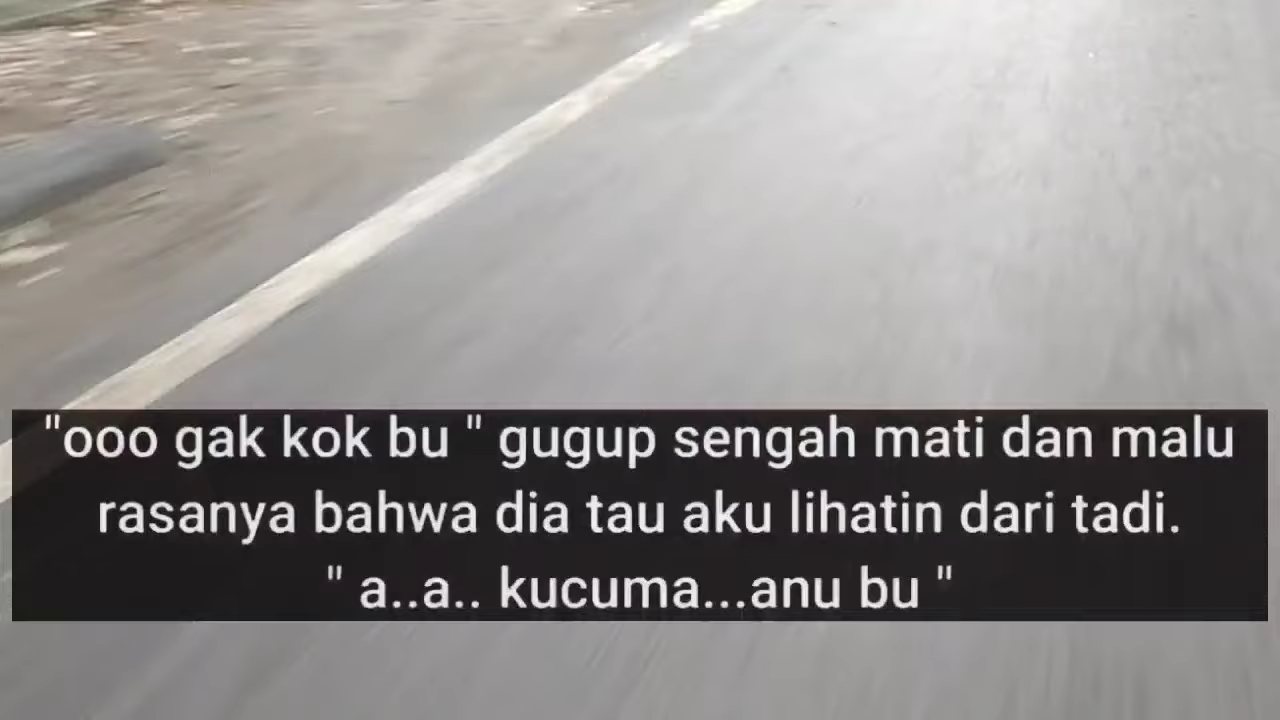 "ooo gak kok bu " gugup sengah mati dan malu
rasanya bahwa dia tau aku lihatin dari tadi.
" a..a.. kucuma...anu bu "